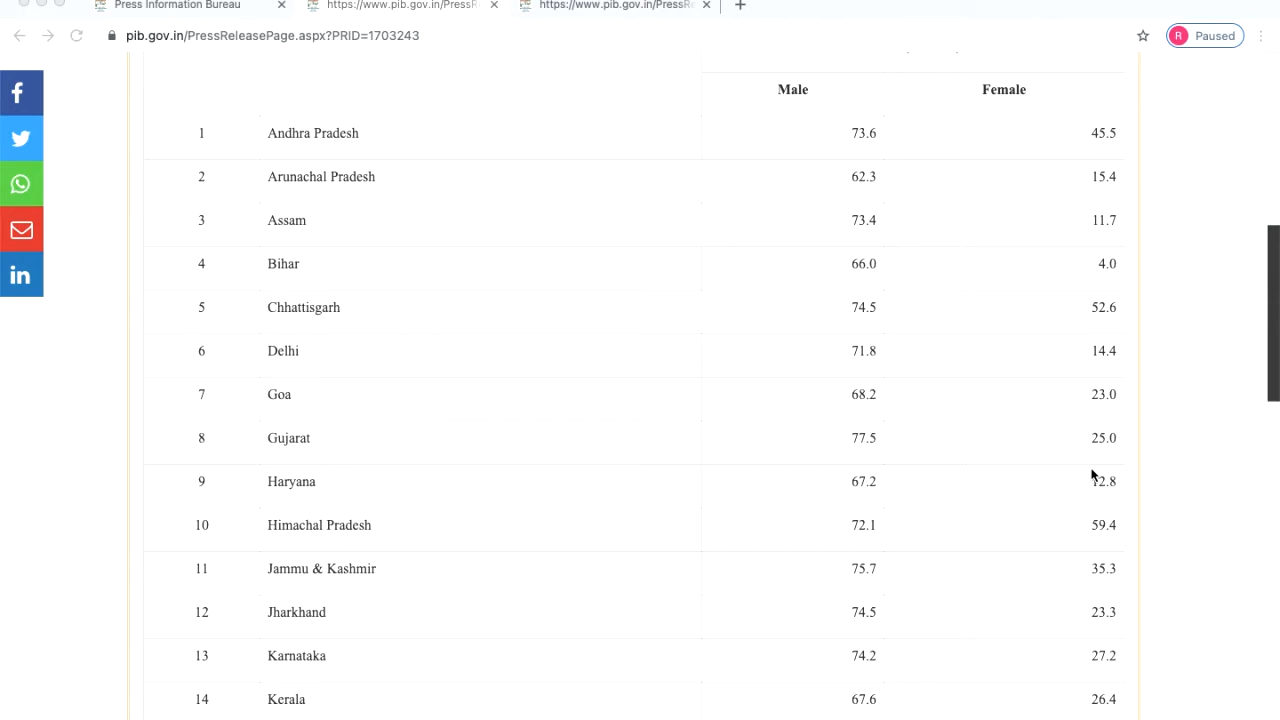 Press Information Bureau × https://www.pib.gov.in/PressR × https://www.pib.gov.in/PressRe × +
pib.gov.in/PressReleasePage.aspx?PRID=1703243 R Paused
Male Female
1 Andhra Pradesh 73.6 45.5
2 Arunachal Pradesh 62.3 15.4
3 Assam 73.4 11.7
4 Bihar 66.0 4.0
5 Chhattisgarh 74.5 52.6
6 Delhi 71.8 14.4
7 Goa 68.2 23.0
8 Gujarat 77.5 25.0
9 Haryana 67.2 12.8
10 Himachal Pradesh 72.1 59.4
11 Jammu & Kashmir 75.7 35.3
12 Jharkhand 74.5 23.3
13 Karnataka 74.2 27.2
14 Kerala 67.6 26.4